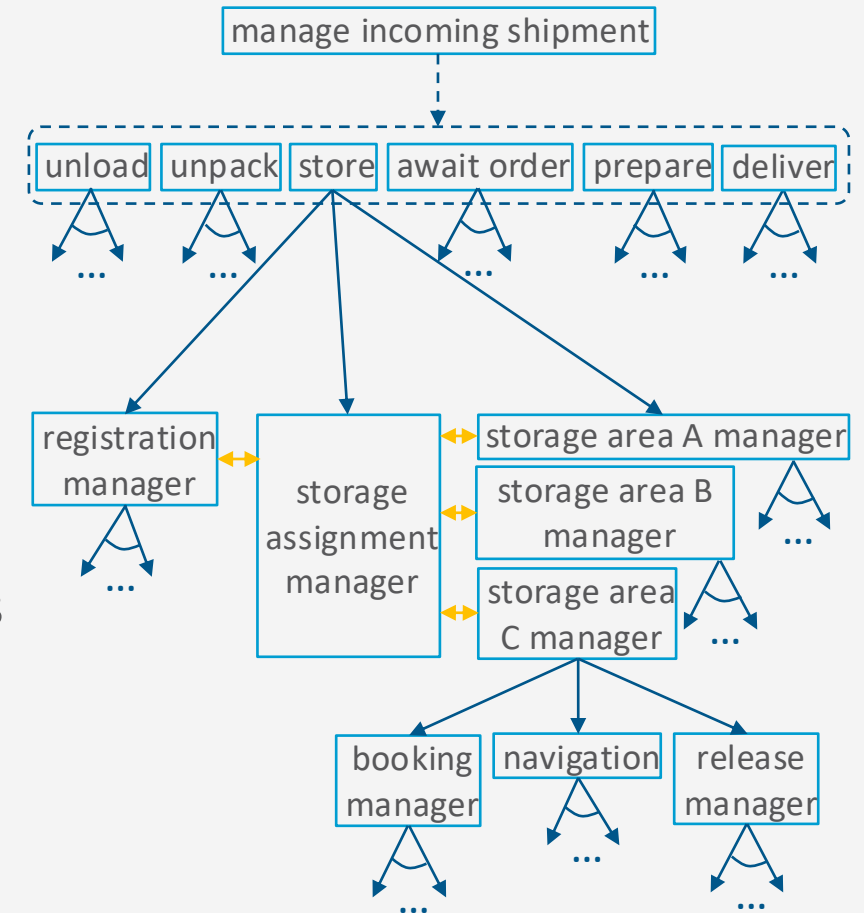 manage incoming shipment
unload unpack store await order prepare deliver
... ... ... ... ...
registration
manager
...
storage
assignment
manager
storage area A manager
...
storage area B
manager
...
storage area
C manager
booking
manager
...
navigation
...
release
manager
...